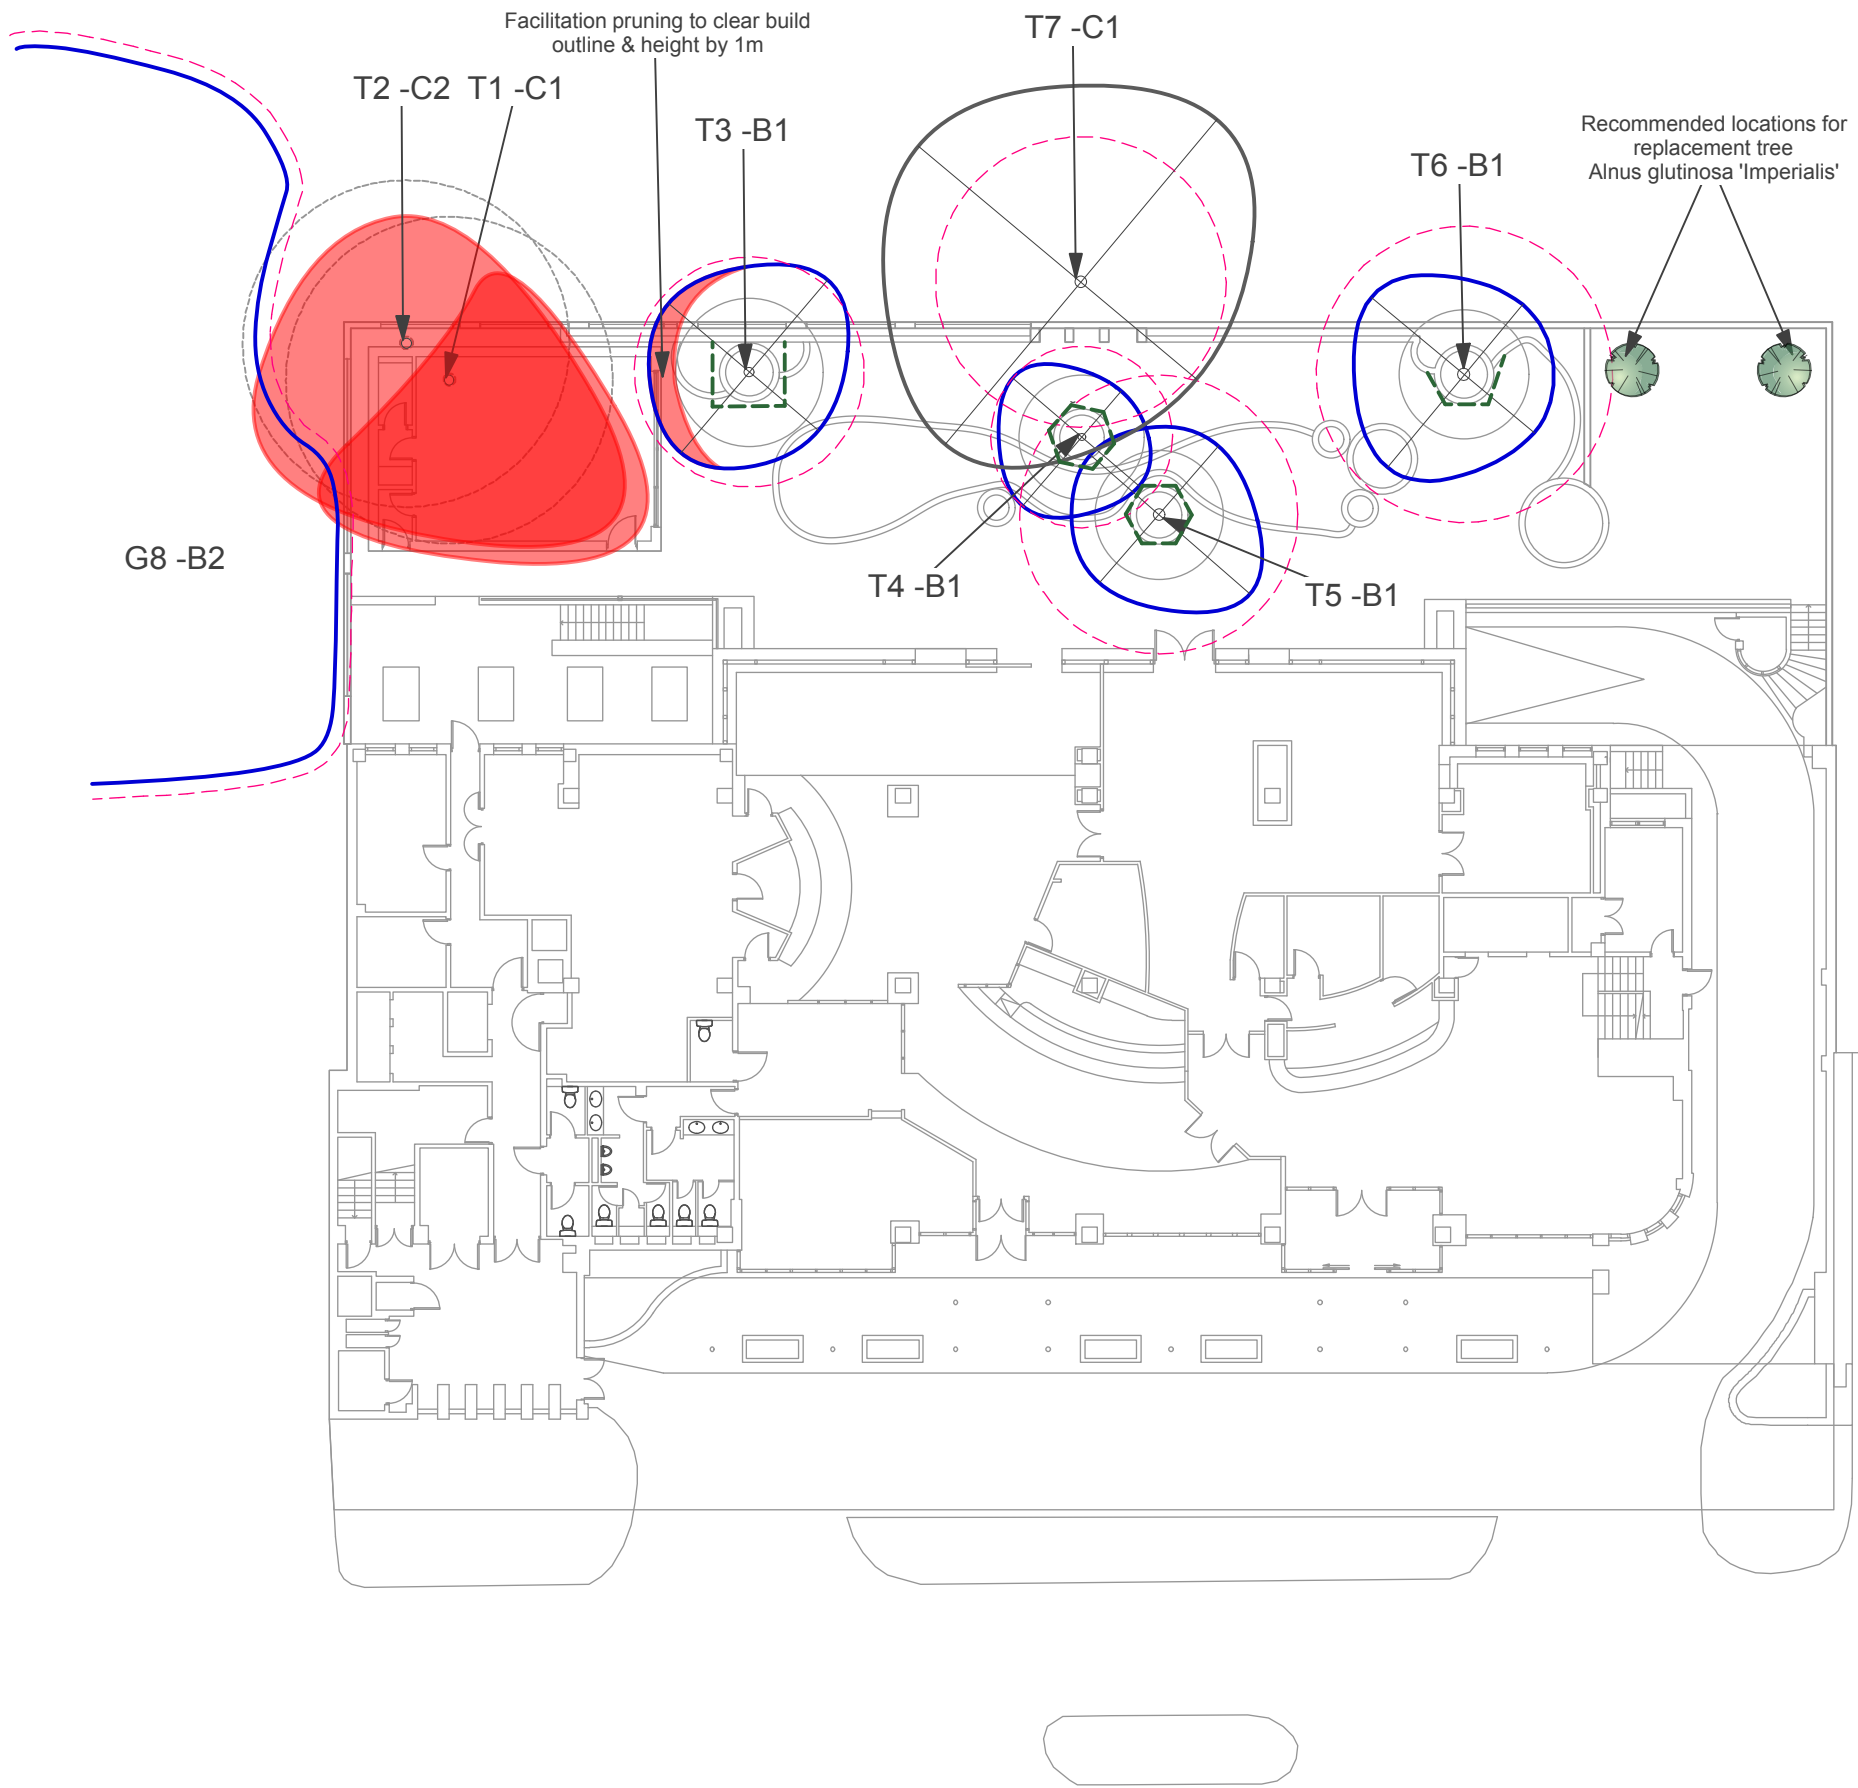 Facilitation pruning to clear build
outline & height by 1m
T7 -C1
T2 -C2
T1 -C1
T3 -B1
Recommended locations for
replacement tree
Alnus glutinosa 'Imperialis'
T6 -B1
G8 -B2
T4 -B1
T5 -B1